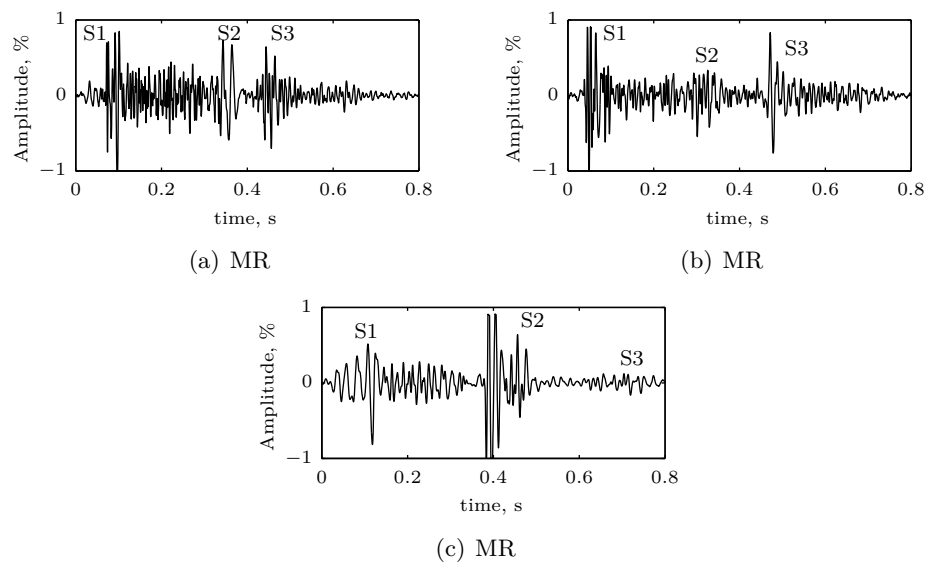 1
0
−1
Amplitude, %
S1
S2
S3
0
0.2
0.4
0.6
0.8
time, s
(a) MR
1
0
−1
Amplitude, %
S1
S2
S3
0
0.2
0.4
0.6
0.8
time, s
(b) MR
1
0
−1
Amplitude, %
S1
S2
S3
0
0.2
0.4
0.6
0.8
time, s
(c) MR